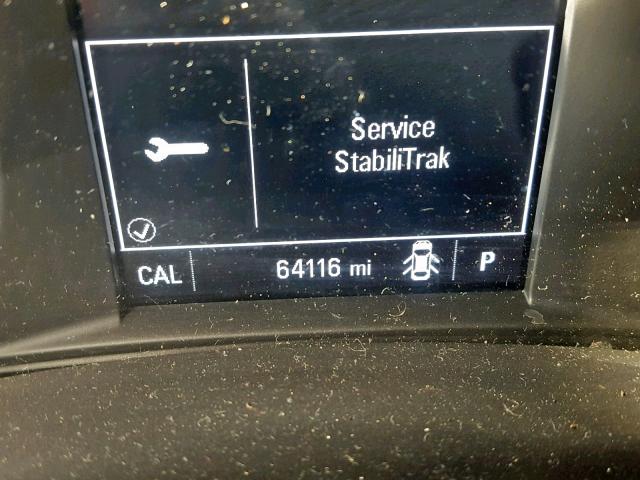 Service
StabiliTrak
CAL 64116 mi P